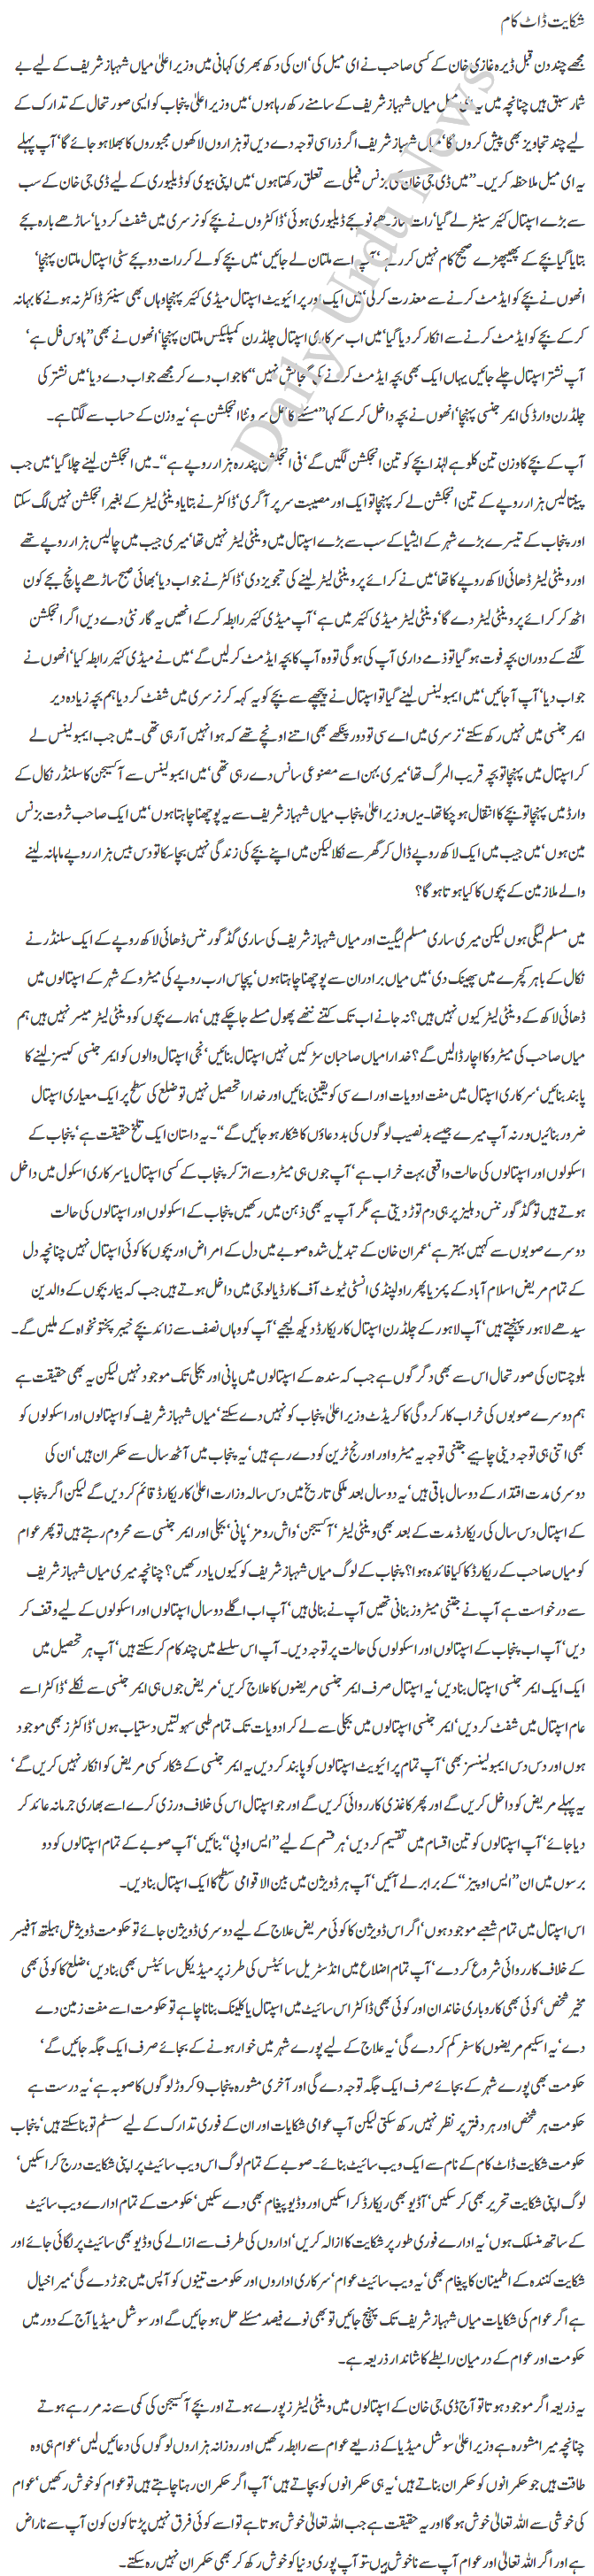 شکایت ڈاٹ کام
مجھے چند دن قبل ڈیرہ غازی خان کے کسی صاحب نے ای میل کی‘ ان کی دکھ بھری کہانی میں وزیراعلیٰ میاں شہباز شریف کے لیے بے
شمار سبق ہیں چنانچہ میں یہ ای میل میاں شہباز شریف کے سامنے رکھ رہا ہوں‘ میں وزیراعلیٰ پنجاب کو ایسی صورتحال کے تدارک کے
لیے چند تجاویز بھی پیش کروں گا‘ میاں شہباز شریف اگر ذرا سی توجہ دے دیں تو ہزاروں لاکھوں مجبوروں کا بھلا ہو جائے گا‘ آپ پہلے
یہ ای میل ملاحظہ کریں۔ ’’میں ڈی جی خان کی بزنس فیملی سے تعلق رکھتا ہوں‘ میں اپنی بیوی کو ڈیلیوری کے لیے ڈی جی خان کے سب
سے بڑے اسپتال کئیر سینٹر لے گیا‘ رات ساڑھے نو بجے ڈیلیوری ہوئی‘ ڈاکٹروں نے بچے کو نرسری میں شفٹ کر دیا‘ ساڑھے بارہ بجے
بتایا گیا بچے کے پھیپھڑے صحیح کام نہیں کر رہے‘ آپ اسے ملتان لے جائیں‘ میں بچے کو لے کر رات دو بجے سٹی اسپتال ملتان پہنچا‘
انھوں نے بچے کو ایڈمٹ کرنے سے معذرت کر لی‘ میں ایک اور پرائیویٹ اسپتال میڈی کئیر پہنچا وہاں بھی سینئر ڈاکٹر نہ ہونے کا بہانہ
کر کے بچے کو ایڈمٹ کرنے سے انکار کر دیا گیا‘ میں اب سرکاری اسپتال چلڈرن کمپلیکس ملتان پہنچا‘ انھوں نے بھی ’’ہاوس فل ہے‘
آپ نشتر اسپتال چلے جائیں یہاں ایک بھی بچہ ایڈمٹ کرنے کی گنجائش نہیں‘‘ کا جواب دے کر مجھے جواب دے دیا‘ میں نشتر کی
چلڈرن وارڈ کی ایمرجنسی پہنچا‘ انھوں نے بچہ داخل کر کے کہا ’’مسئلے کا حل سرونٹا انجکشن ہے‘ یہ وزن کے حساب سے لگتا ہے۔
آپ کے بچے کا وزن تین کلو ہے لہٰذا بچے کو تین انجکشن لگیں گے‘ فی انجکشن پندرہ ہزار روپے ہے‘‘۔ میں انجکشن لینے چلا گیا‘ میں جب
پینتالیس ہزار روپے کے تین انجکشن لے کر پہنچا تو ایک اور مصیبت سر پر آ گری‘ ڈاکٹر نے بتایا وینٹی لیٹر کے بغیر انجکشن نہیں لگ سکتا
اور پنجاب کے تیسرے بڑے شہر کے ایشیا کے سب سے بڑے اسپتال میں وینٹی لیٹر نہیں تھا‘ میری جیب میں چالیس ہزار روپے تھے
اور وینٹی لیٹر ڈھائی لاکھ روپے کا تھا‘ میں نے کرائے پر وینٹی لیٹر لینے کی تجویز دی‘ ڈاکٹر نے جواب دیا‘ بھائی صبح ساڑھے پانچ بجے کون
اٹھ کر کرائے پر وینٹی لیٹر دے گا‘ وینٹی لیٹر میڈی کئیر میں ہے‘ آپ میڈی کئیر رابطہ کر کے انھیں یہ گارنٹی دے دیں اگر انجکشن
لگنے کے دوران بچہ فوت ہو گیا تو ذمے داری آپ کی ہو گی تو وہ آپ کا بچہ ایڈمٹ کر لیں گے‘ میں نے میڈی کئیر رابطہ کیا‘ انھوں نے
جواب دیا‘ آپ آ جائیں‘ میں ایمبولینس لینے گیا تو اسپتال نے پیچھے سے بچے کو یہ کہہ کر نرسری میں شفٹ کر دیا ہم بچہ زیادہ دیر
ایمرجنسی میں نہیں رکھ سکتے‘ نرسری میں اے سی تو دور پنکھے بھی اتنے اونچے تھے کہ ہوا نہیں آ رہی تھی۔ میں جب ایمبولینس لے
کر اسپتال میں پہنچا تو بچہ قریب المرگ تھا‘ میری بہن اسے مصنوعی سانس دے رہی تھی‘ میں ایمبولینس سے آکسیجن کا سلنڈر نکال کے
وارڈ میں پہنچا تو بچے کا انتقال ہو چکا تھا۔ میں وزیراعلیٰ پنجاب میاں شہباز شریف سے یہ پوچھنا چاہتا ہوں‘ میں ایک صاحب ثروت بزنس
مین ہوں‘ میں جیب میں ایک لاکھ روپے ڈال کر گھر سے نکلا لیکن میں اپنے بچے کی زندگی نہیں بچا سکا تو دس بیس ہزار روپے ماہانہ لینے
والے ملازمین کے بچوں کا کیا ہوتا ہو گا؟
میں مسلم لیگی ہوں لیکن میری ساری مسلم لیگیت اور میاں شہباز شریف کی ساری گڈ گورننس ڈھائی لاکھ روپے کے ایک سلنڈر نے
نکال کے باہر کچرے میں پھینک دی‘ میں میاں برادران سے پوچھنا چاہتا ہوں‘ پچاس ارب روپے کی میٹرو کے شہر کے اسپتالوں میں
ڈھائی لاکھ کے وینٹی لیٹر کیوں نہیں ہیں؟ نہ جانے اب تک کتنے ننھے پھول مسلے جا چکے ہیں‘ ہمارے بچوں کو وینٹی لیٹر میسر نہیں ہیں ہم
میاں صاحب کی میٹرو کا اچار ڈالیں گے؟ خدارا میاں صاحبان سڑکیں نہیں اسپتال بنائیں‘ نجی اسپتال والوں کو ایمرجنسی کیسز لینے کا
پابند بنائیں‘ سرکاری اسپتال میں مفت ادویات اور اے سی کو یقینی بنائیں اور خدارا تحصیل نہیں تو ضلع کی سطح پر ایک معیاری اسپتال
ضرور بنائیں ورنہ آپ میرے جیسے بدنصیب لوگوں کی بددعاؤں کا شکار ہو جائیں گے‘‘۔ یہ داستان ایک تلخ حقیقت ہے‘ پنجاب کے
اسکولوں اور اسپتالوں کی حالت واقعی بہت خراب ہے‘ آپ جوں ہی میٹرو سے اتر کر پنجاب کے کسی اسپتال یا سرکاری اسکول میں داخل
ہوتے ہیں تو گڈ گورننس دہلیز پر ہی دم توڑ دیتی ہے مگر آپ یہ بھی ذہن میں رکھیں پنجاب کے اسکولوں اور اسپتالوں کی حالت
دوسرے صوبوں سے کہیں بہتر ہے‘ عمران خان کے تبدیل شدہ صوبے میں دل کے امراض اور بچوں کا کوئی اسپتال نہیں چنانچہ دل
کے تمام مریض اسلام آباد کے پمز یا پھر راولپنڈی انسٹی ٹیوٹ آف کارڈیالوجی میں داخل ہوتے ہیں جب کہ بیمار بچوں کے والدین
سیدھے لاہور پہنچتے ہیں‘ آپ لاہور کے چلڈرن اسپتال کا ریکارڈ دیکھ لیجیے‘ آپ کو وہاں نصف سے زائد بچے خیبر پختونخواہ کے ملیں گے۔
بلوچستان کی صورتحال اس سے بھی دگرگوں ہے جب کہ سندھ کے اسپتالوں میں پانی اور بجلی تک موجود نہیں لیکن یہ بھی حقیقت ہے
ہم دوسرے صوبوں کی خراب کارکردگی کا کریڈٹ وزیراعلیٰ پنجاب کو نہیں دے سکتے‘ میاں شہباز شریف کو اسپتالوں اور اسکولوں کو
بھی اتنی ہی توجہ دینی چاہیے جتنی توجہ یہ میٹرو اور اورنج ٹرین کو دے رہے ہیں‘ یہ پنجاب میں آٹھ سال سے حکمران ہیں‘ ان کی
دوسری مدت اقتدار کے دو سال باقی ہیں‘ یہ دو سال بعد ملکی تاریخ میں دس سالہ وزارت اعلیٰ کا ریکارڈ قائم کر دیں گے لیکن اگر پنجاب
کے اسپتال دس سال کی ریکارڈ مدت کے بعد بھی وینٹی لیٹر‘ آکسیجن‘ واش رومز‘ پانی‘ بجلی اور ایمرجنسی سے محروم رہتے ہیں تو پھر عوام
کو میاں صاحب کے ریکارڈ کا کیا فائدہ ہوا؟ پنجاب کے لوگ میاں شہباز شریف کو کیوں یاد رکھیں؟ چنانچہ میری میاں شہباز شریف
سے درخواست ہے آپ نے جتنی میٹروز بنانی تھیں آپ نے بنا لی ہیں‘ آپ اب اگلے دو سال اسپتالوں اور اسکولوں کے لیے وقف کر
دیں‘ آپ اب پنجاب کے اسپتالوں اور اسکولوں کی حالت پر توجہ دیں۔ آپ اس سلسلے میں چند کام کر سکتے ہیں‘ آپ ہر تحصیل میں
ایک ایک ایمرجنسی اسپتال بنا دیں‘ یہ اسپتال صرف ایمرجنسی مریضوں کا علاج کریں‘ مریض جوں ہی ایمرجنسی سے نکلے‘ ڈاکٹر اسے
عام اسپتال میں شفٹ کر دیں‘ ایمرجنسی اسپتالوں میں بجلی سے لے کر ادویات تک تمام طبی سہولتیں دستیاب ہوں‘ ڈاکٹرز بھی موجود
ہوں اور دس دس ایمبولینسز بھی‘ آپ تمام پرائیویٹ اسپتالوں کو پابند کر دیں یہ ایمرجنسی کے شکار کسی مریض کو انکار نہیں کریں گے‘
یہ پہلے مریض کو داخل کریں گے اور پھر کاغذی کارروائی کریں گے اور جو اسپتال اس کی خلاف ورزی کرے اسے بھاری جرمانہ عائد کر
دیا جائے‘ آپ اسپتالوں کو تین اقسام میں تقسیم کر دیں‘ ہر قسم کے لیے ’’ایس او پی‘‘ بنائیں‘ آپ صوبے کے تمام اسپتالوں کو دو
برسوں میں ان ’’ایس او پیز‘‘ کے برابر لے آئیں‘ آپ ہر ڈویژن میں بین الاقوامی سطح کا ایک اسپتال بنا دیں۔
اس اسپتال میں تمام شعبے موجود ہوں‘ اگر اس ڈویژن کا کوئی مریض علاج کے لیے دوسری ڈویژن جائے تو حکومت ڈویژنل ہیلتھ آفیسر
کے خلاف کارروائی شروع کر دے‘ آپ تمام اضلاع میں انڈسٹریل سائیٹس کی طرز پر میڈیکل سائیٹس بھی بنا دیں‘ ضلع کا کوئی بھی
مخیر شخص‘ کوئی بھی کاروباری خاندان اور کوئی بھی ڈاکٹر اس سائیٹ میں اسپتال یا کلینک بنانا چاہے تو حکومت اسے مفت زمین دے
دے‘ یہ اسکیم مریضوں کا سفر کم کر دے گی‘ یہ علاج کے لیے پورے شہر میں خوار ہونے کے بجائے صرف ایک جگہ جائیں گے‘
حکومت بھی پورے شہر کے بجائے صرف ایک جگہ توجہ دے گی اور آخری مشورہ پنجاب 9 کروڑ لوگوں کا صوبہ ہے‘ یہ درست ہے
حکومت ہر شخص اور ہر دفتر پر نظر نہیں رکھ سکتی لیکن آپ عوامی شکایات اور ان کے فوری تدارک کے لیے سسٹم تو بنا سکتے ہیں‘ پنجاب
حکومت شکایت ڈاٹ کام کے نام سے ایک ویب سائیٹ بنائے۔ صوبے کے تمام لوگ اس ویب سائیٹ پر اپنی شکایت درج کرا سکیں‘
لوگ اپنی شکایت تحریر بھی کر سکیں‘ آڈیو بھی ریکارڈ کرا سکیں اور وڈیو پیغام بھی دے سکیں‘ حکومت کے تمام ادارے ویب سائیٹ
کے ساتھ منسلک ہوں‘ یہ ادارے فوری طور پر شکایت کا ازالہ کریں‘ اداروں کی طرف سے ازالے کی وڈیو بھی سائیٹ پر لگائی جائے اور
شکایت کنندہ کے اطمینان کا پیغام بھی‘ یہ ویب سائیٹ عوام‘ سرکاری اداروں اور حکومت تینوں کو آپس میں جوڑ دے گی‘ میرا خیال
ہے اگر عوام کی شکایات میاں شہباز شریف تک پہنچ جائیں تو بھی نوے فیصد مسئلے حل ہو جائیں گے اور سوشل میڈیا آج کے دور میں
حکومت اور عوام کے درمیان رابطے کا شاندار ذریعہ ہے۔
یہ ذریعہ اگر موجود ہوتا تو آج ڈی جی خان کے اسپتالوں میں وینٹی لیٹرز پورے ہوتے اور بچے آکسیجن کی کمی سے نہ مر رہے ہوتے
چنانچہ میرا مشورہ ہے وزیراعلیٰ سوشل میڈیا کے ذریعے عوام سے رابطہ رکھیں اور روزانہ ہزاروں لوگوں کی دعائیں لیں‘ عوام ہی وہ
طاقت ہیں جو حکمرانوں کو حکمران بناتے ہیں‘ یہ ہی حکمرانوں کو بچاتے ہیں‘ آپ اگر حکمران رہنا چاہتے ہیں تو عوام کو خوش رکھیں‘ عوام
کی خوشی سے اللہ تعالیٰ خوش ہو گا اور یہ حقیقت ہے جب اللہ تعالیٰ خوش ہوتا ہے تو اسے کوئی فرق نہیں پڑتا کون کون آپ سے ناراض
ہے اور اگر اللہ تعالیٰ اور عوام آپ سے ناخوش ہیں تو آپ پوری دنیا کو خوش رکھ کر بھی حکمران نہیں رہ سکتے۔
Daily Urdu News